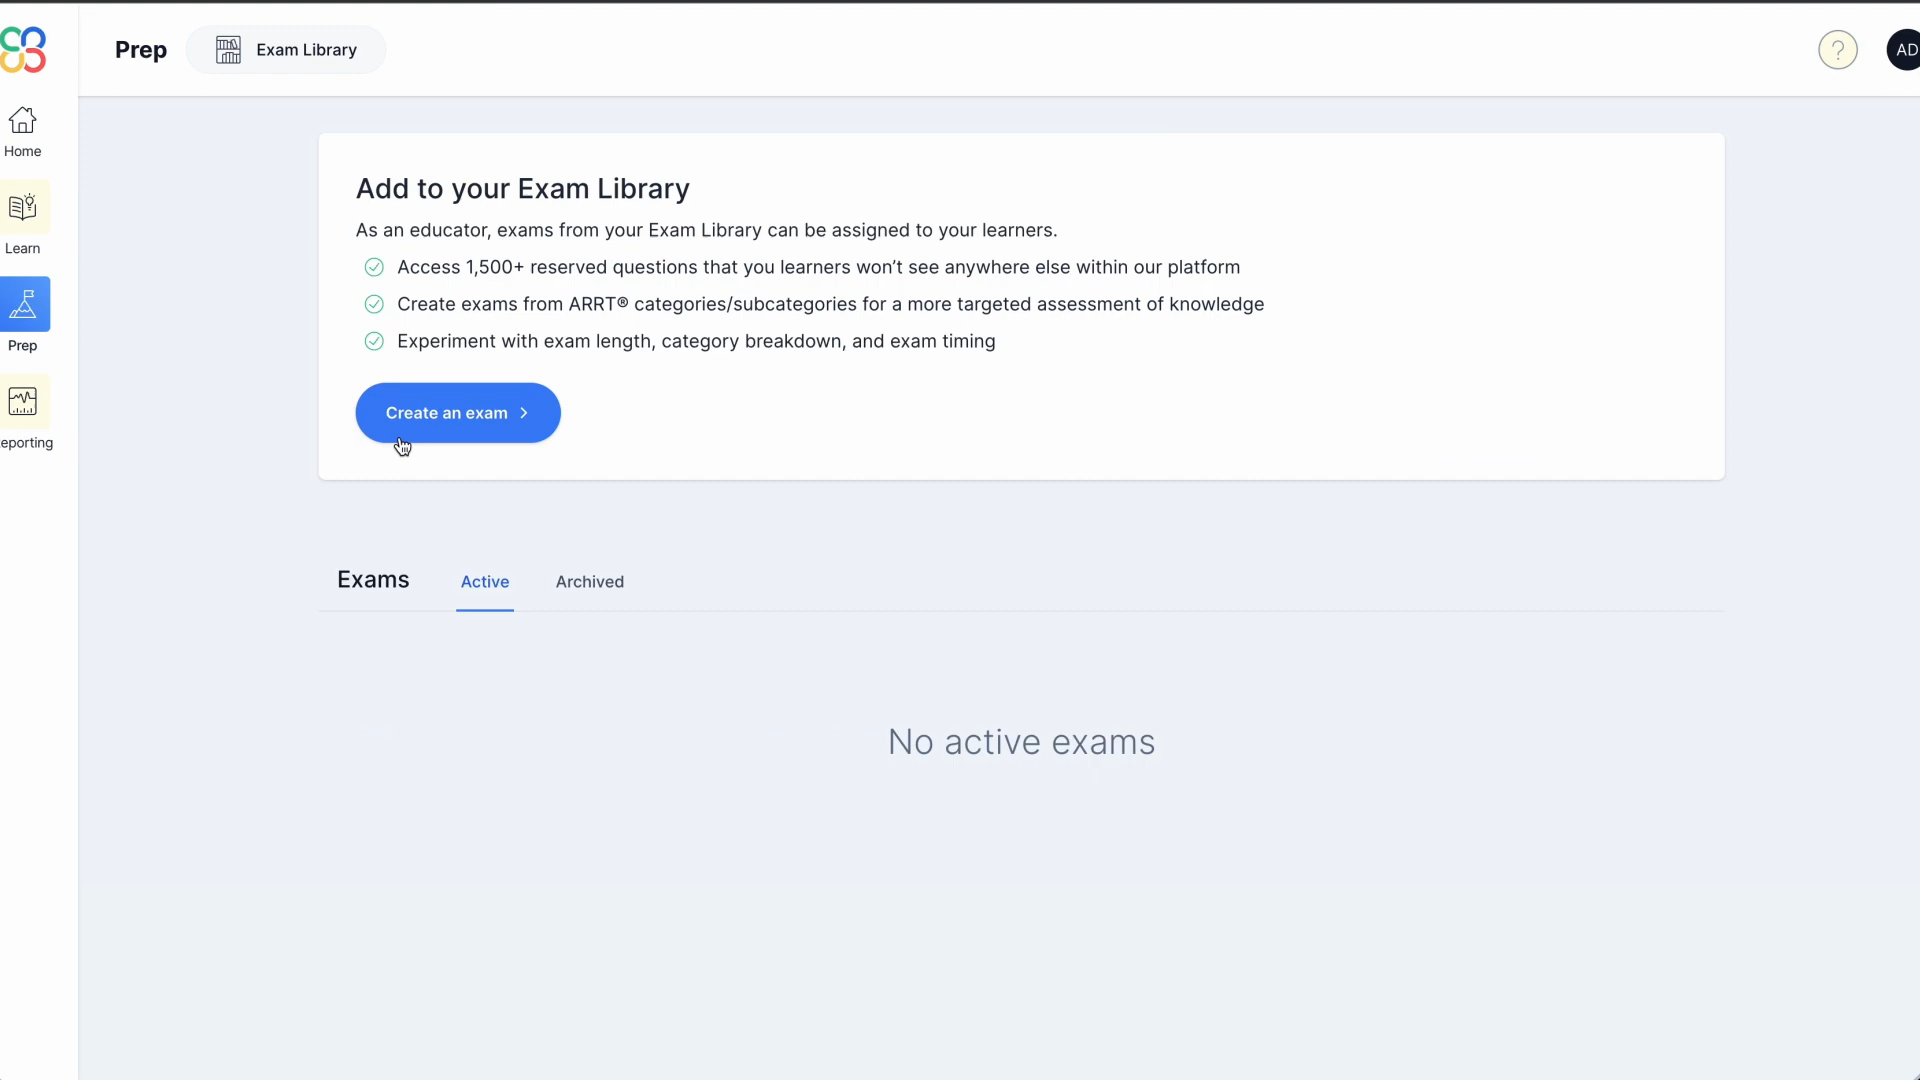 Prep
Exam Library
?
AD
Home
Learn
Prep
eporting
Add to your Exam Library
As an educator, exams from your Exam Library can be assigned to your learners.
Access 1,500+ reserved questions that you learners won't see anywhere else within our platform
Create exams from ARRT® categories/subcategories for a more targeted assessment of knowledge
Experiment with exam length, category breakdown, and exam timing
Create an exam >
Exams
Active
Archived
No active exams